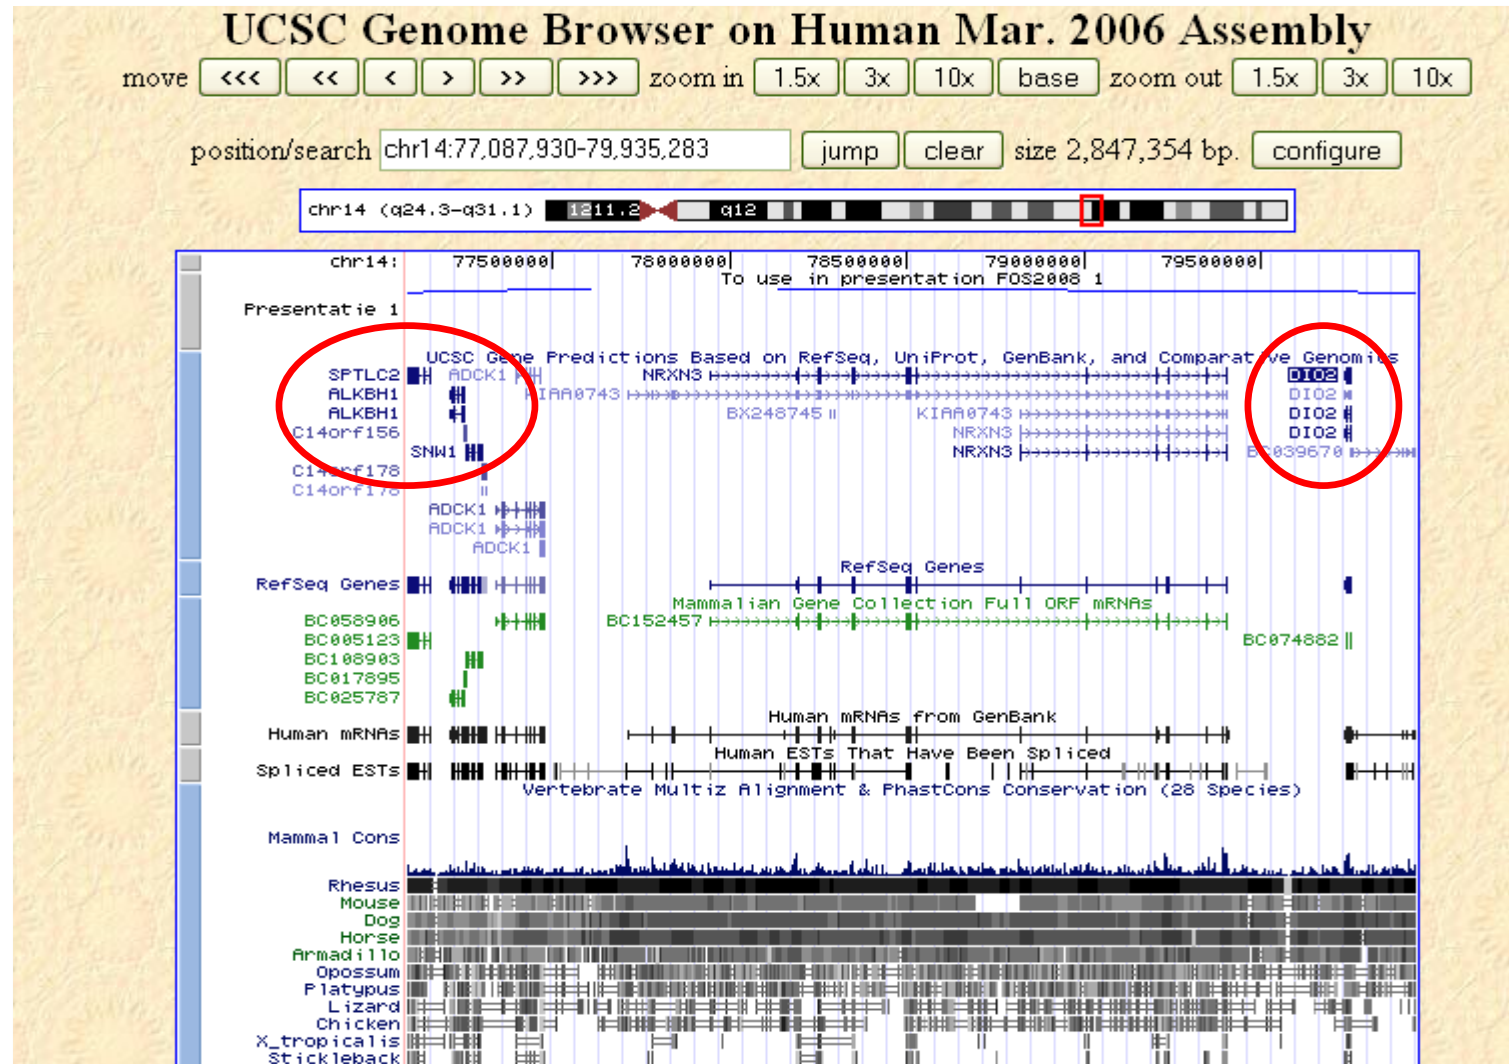 UCSC Genome Browser on Human Mar. 2006 Assembly
move <<< << < > >> >>> zoom in 1.5x 3x 10x base zoom out 1.5x 3x 10x
position/search chr14:77,087,930-79,935,283 jump clear size 2,847,354 bp. configure
chr14 (q24.3-q31.1) 1211.2 q12
chr14: 77500000| 78000000| 78500000| 79000000| 79500000|
To use in presentation FOS2008 1
Presentatie 1
UCSC Gene Predictions Based on RefSeq, UniProt, GenBank, and Comparative Genomics
SPTLC2 ADCK1 NRXN3 DIO2
ALKBH1 KIAA0743 DIO2
ALKBH1 BX248745 KIAA0743 DIO2
C14orf156 NRXN3 DIO2
SNW1 NRXN3 BC039670
C14orf178
C14orf178
ADCK1
ADCK1
ADCK1
RefSeq Genes
RefSeq Genes
Mammalian Gene Collection Full ORF mRNAs
BC058906 BC152457
BC005123 BC074882
BC108903
BC017895
BC025787
Human mRNAs from GenBank
Human mRNAs
Human ESTs That Have Been Spliced
Spliced ESTs
Vertebrate Multiz Alignment & PhastCons Conservation (28 Species)
Mammal Cons
Rhesus
Mouse
Dog
Horse
Armadillo
Opossum
Platypus
Lizard
Chicken
X_tropicalis
Stickleback